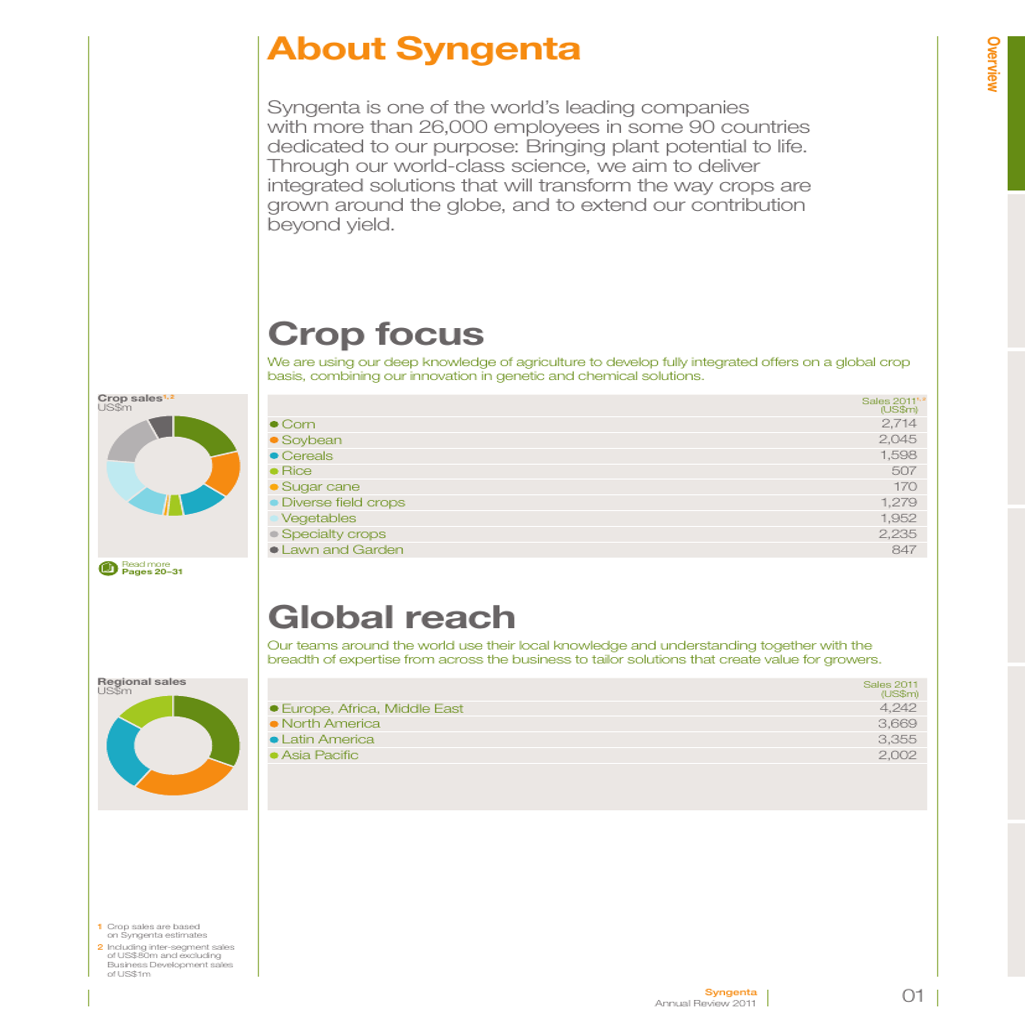 About Syngenta
Overview
Syngenta is one of the world's leading companies
with more than 26,000 employees in some 90 countries
dedicated to our purpose: Bringing plant potential to life.
Through our world-class science, we aim to deliver
integrated solutions that will transform the way crops are
grown around the globe, and to extend our contribution
beyond yield.
Crop focus
We are using our deep knowledge of agriculture to develop fully integrated offers on a global crop
basis, combining our innovation in genetic and chemical solutions.
Crop sales1,2
US$m
Sales 20111,2
(US$m)
Corn 2,714
Soybean 2,045
Cereals 1,598
Rice 507
Sugar cane 170
Diverse field crops 1,279
Vegetables 1,952
Specialty crops 2,235
Lawn and Garden 847
Read more
Pages 20–31
Global reach
Our teams around the world use their local knowledge and understanding together with the
breadth of expertise from across the business to tailor solutions that create value for growers.
Regional sales
US$m
Sales 2011
(US$m)
Europe, Africa, Middle East 4,242
North America 3,669
Latin America 3,355
Asia Pacific 2,002
1 Crop sales are based
on Syngenta estimates
2 Including inter-segment sales
of US$80m and excluding
Business Development sales
of US$1m
Syngenta
Annual Review 2011
01